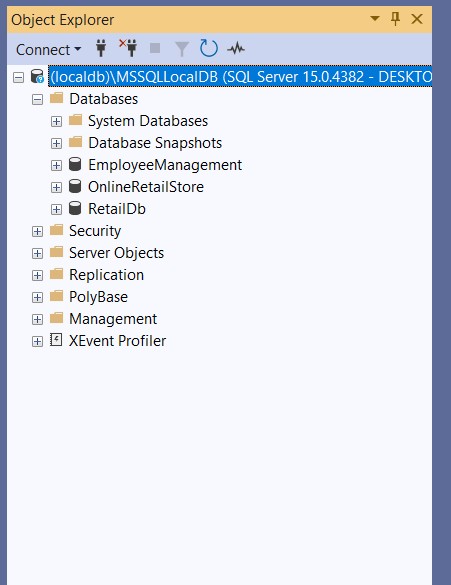 Object Explorer
Connect
(localdb)\MSSQLLocalDB (SQL Server 15.0.4382 - DESKTO
Databases
System Databases
Database Snapshots
EmployeeManagement
OnlineRetailStore
RetailDb
Security
Server Objects
Replication
PolyBase
Management
XEvent Profiler